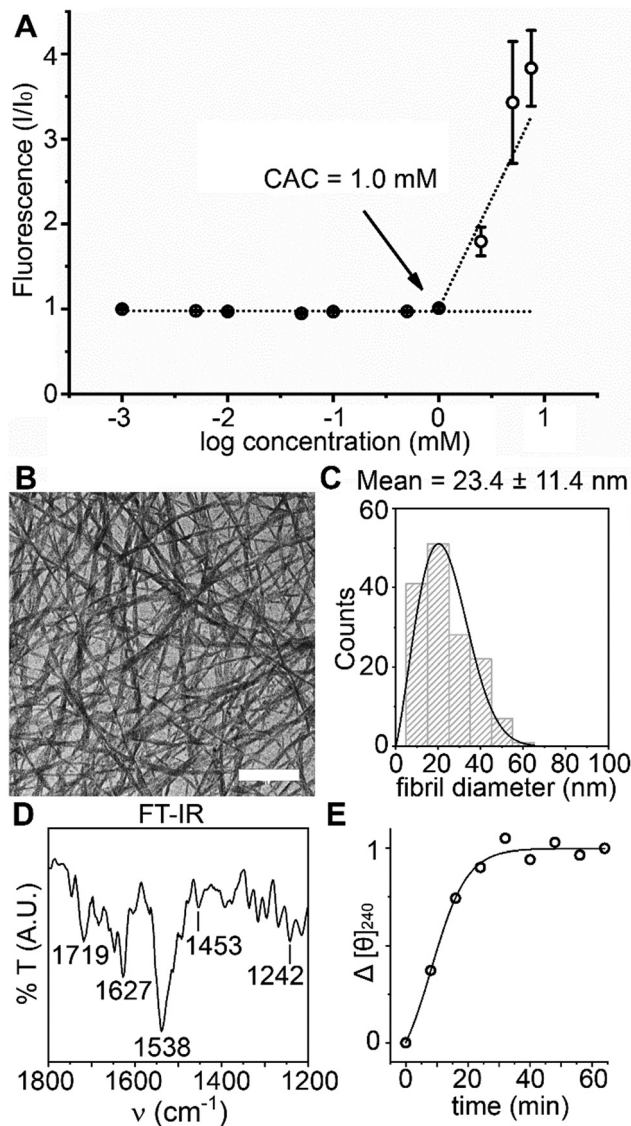 A
Fluorescence (I/I₀)
4
3
2
1
0
CAC = 1.0 mM
-3 -2 -1 0 1
log concentration (mM)
B
C Mean = 23.4 ± 11.4 nm
Counts
60
40
20
0
0 20 40 60 80 100
fibril diameter (nm)
D FT-IR
% T (A.U.)
1719
1627
1538
1453
1242
1800 1600 1400 1200
ν (cm⁻¹)
E
Δ [θ]₂₄₀
1
0
0 20 40 60
time (min)